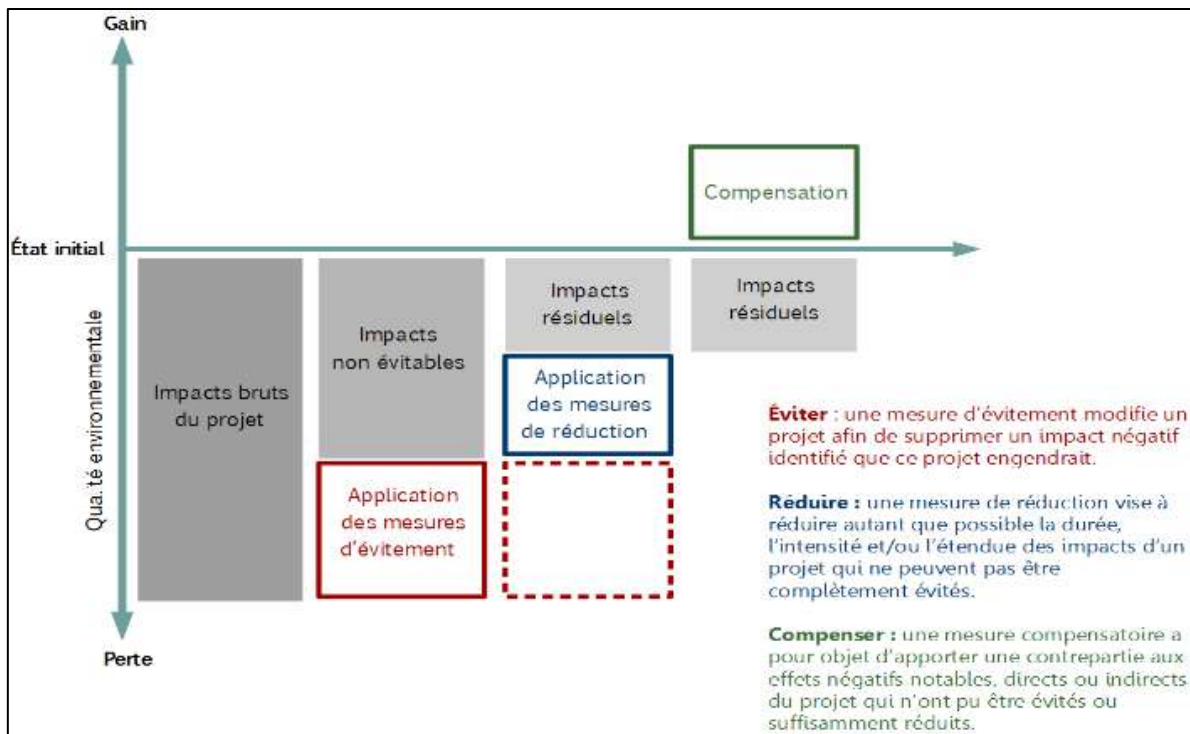 Gain
Compensation
État initial
Impacts bruts
du projet
Impacts
non évitables
Impacts
résiduels
Impacts
résiduels
Application
des mesures
de réduction
Application
des mesures
d'évitement
Qua.té environnementale
Perte
Éviter : une mesure d'évitement modifie un
projet afin de supprimer un impact négatif
identifié que ce projet engendrait.
Réduire : une mesure de réduction vise à
réduire autant que possible la durée,
l'intensité et/ou l'étendue des impacts d'un
projet qui ne peuvent pas être
complètement évités.
Compenser : une mesure compensatoire a
pour objet d'apporter une contrepartie aux
effets négatifs notables, directs ou indirects
du projet qui n'ont pu être évités ou
suffisamment réduits.